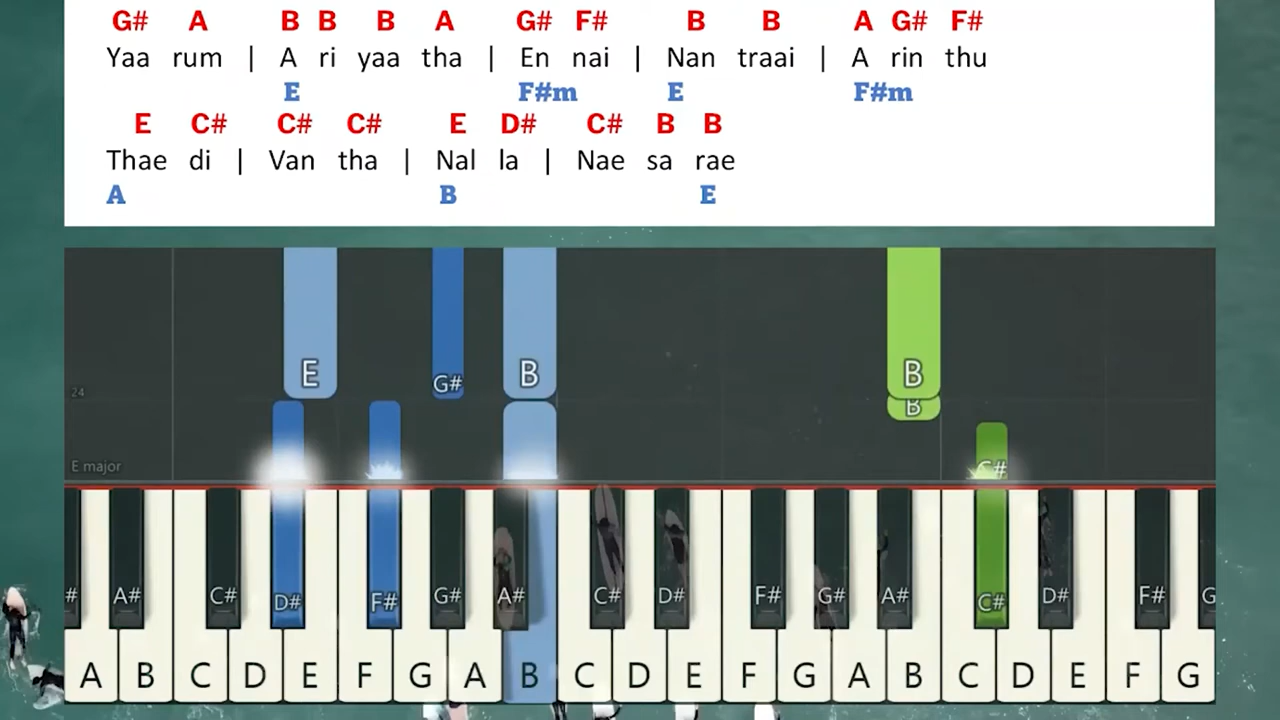 G# A B B B A G# F# B B A G# F#
Yaa rum | A ri yaa tha | En nai | Nan traai | A rin thu
E F#m E F#m
E C# C# C# E D# C# B B
Thae di | Van tha | Nal la | Nae sa rae
A B E
E G# B B
24 B
E major C#
# A# C# D# F# G# A# C# D# F# G# A# C# D# F# G
A B C D E F G A B C D E F G A B C D E F G